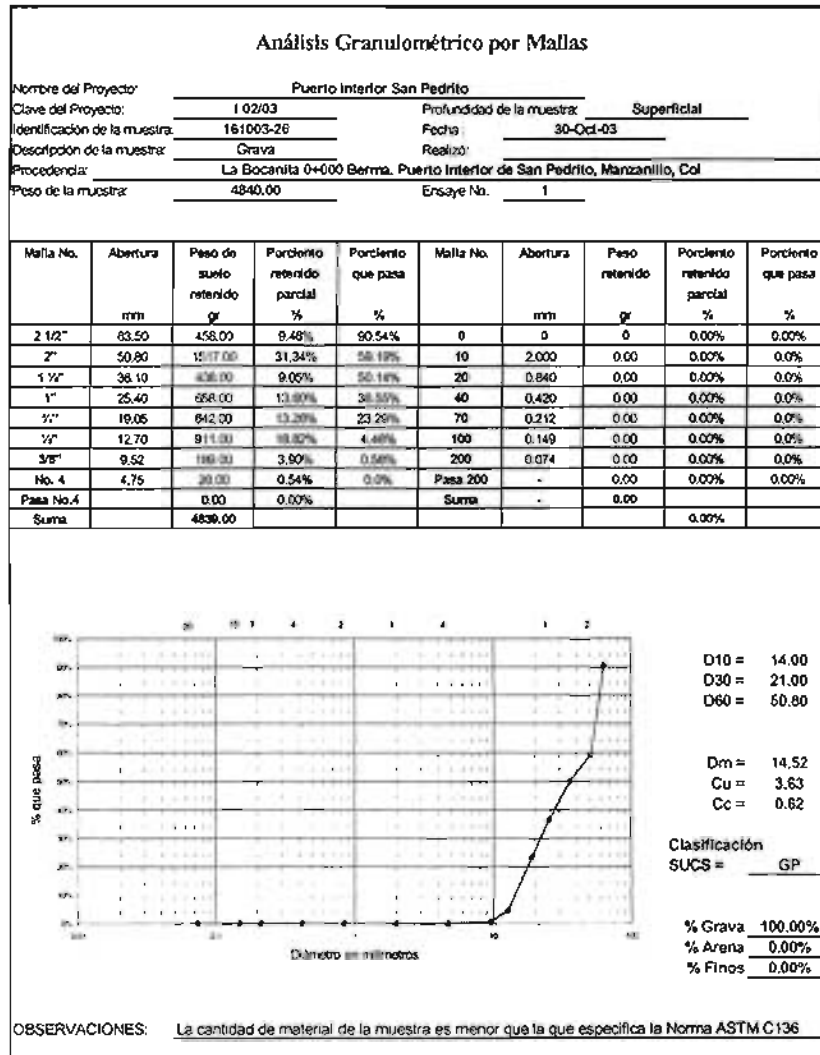 Análisis Granulométrico por Mallas
Nombre del Proyecto: Puerto Interior San Pedrito
Clave del Proyecto: I 02/03 Profundidad de la muestra: Superficial
Identificación de la muestra: 161003-26 Fecha: 30-Oct-03
Descripción de la muestra: Grava Realizó:
Procedencia: La Bocanita 0+000 Berma. Puerto Interior de San Pedrito, Manzanillo, Col
Peso de la muestra: 4840.00 Ensaye No. 1
Malla No. Abertura Peso de Porciento Porciento Malla No. Abertura Peso Porciento Porciento
suelo retenido que pasa retenido retenido que pasa
retenido parcial parcial
mm gr % % mm gr % %
2 1/2" 63.50 458.00 9.46% 90.54% 0 0 0 0.00% 0.00%
2" 50.80 31.34% 10 2.000 0.00 0.00% 0.0%
1 ½" 38.10 9.05% 20 0.840 0.00 0.00% 0.0%
1" 25.40 658.00 40 0.420 0.00 0.00% 0.0%
¾" 19.05 642.00 23.29% 70 0.212 0.00 0.00% 0.0%
½" 12.70 911.00 100 0.149 0.00 0.00% 0.0%
3/8" 9.52 3.90% 200 0.074 0.00 0.00% 0.0%
No. 4 4.75 0.54% 0.0% Pasa 200 - 0.00 0.00% 0.00%
Pasa No.4 0.00 0.00% Suma - 0.00
Suma 4839.00 0.00%
% que pasa
Diámetro en milímetros
D10 = 14.00
D30 = 21.00
D60 = 50.80
Dm = 14.52
Cu = 3.63
Cc = 0.62
Clasificación
SUCS = GP
% Grava 100.00%
% Arena 0.00%
% Finos 0.00%
OBSERVACIONES: La cantidad de material de la muestra es menor que la que especifica la Norma ASTM C136